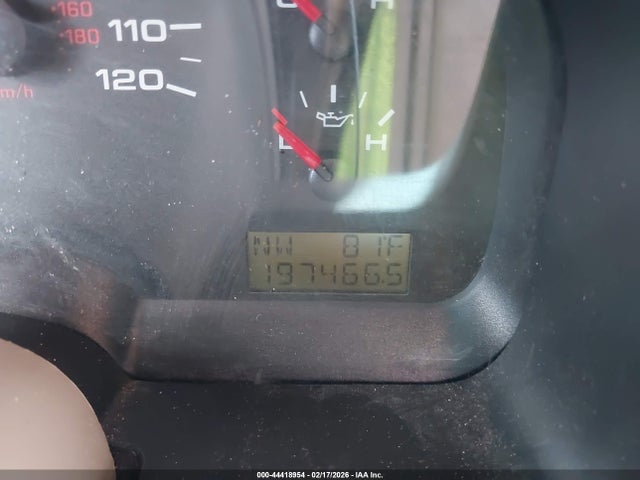 C H
160
110
180
120
m/h
L H
NW 81F
197466.5
000-44418954 - 02/17/2026 - IAA Inc.